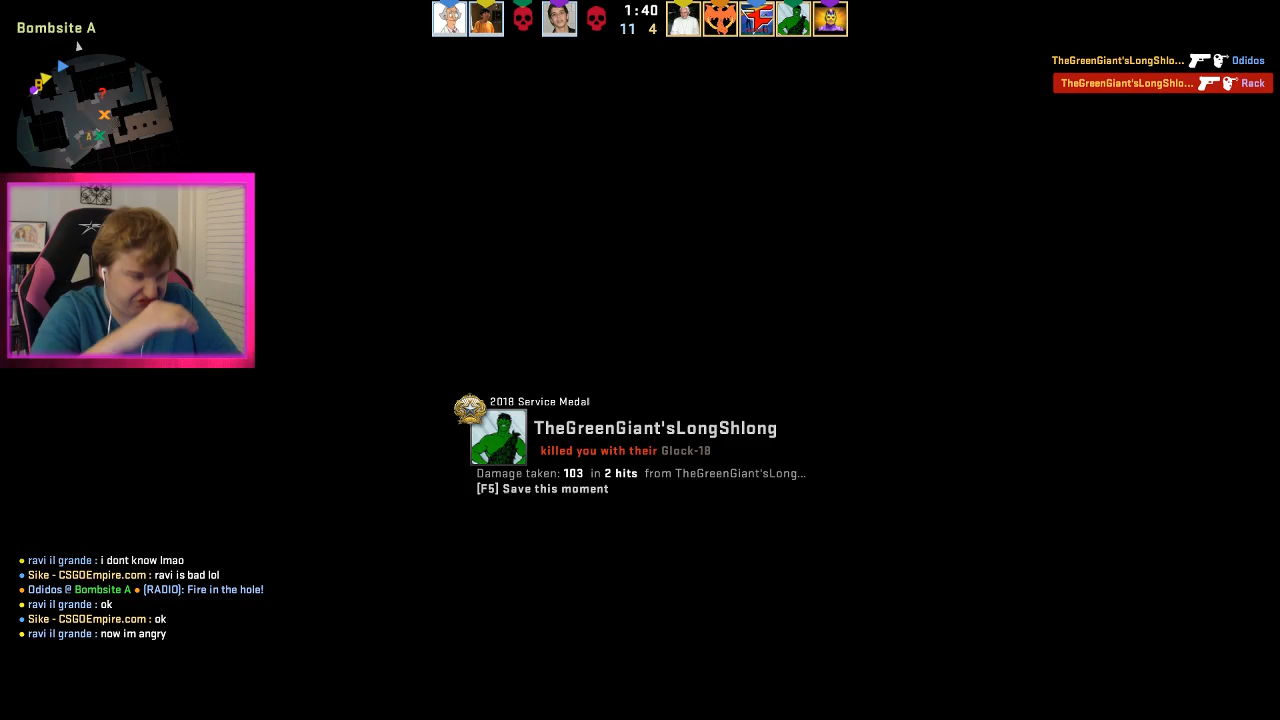 Bombsite A
1:40
11 4
TheGreenGiant'sLongShlo... Odidos
TheGreenGiant'sLongShlo... Rack
B
?
A
2018 Service Medal
TheGreenGiant'sLongShlong
killed you with their Glock-18
Damage taken: 103 in 2 hits from TheGreenGiant'sLong...
[F5] Save this moment
ravi il grande : i dont know lmao
Sike - CSGOEmpire.com : ravi is bad lol
Odidos @ Bombsite A • (RADIO): Fire in the hole!
ravi il grande : ok
Sike - CSGOEmpire.com : ok
ravi il grande : now im angry